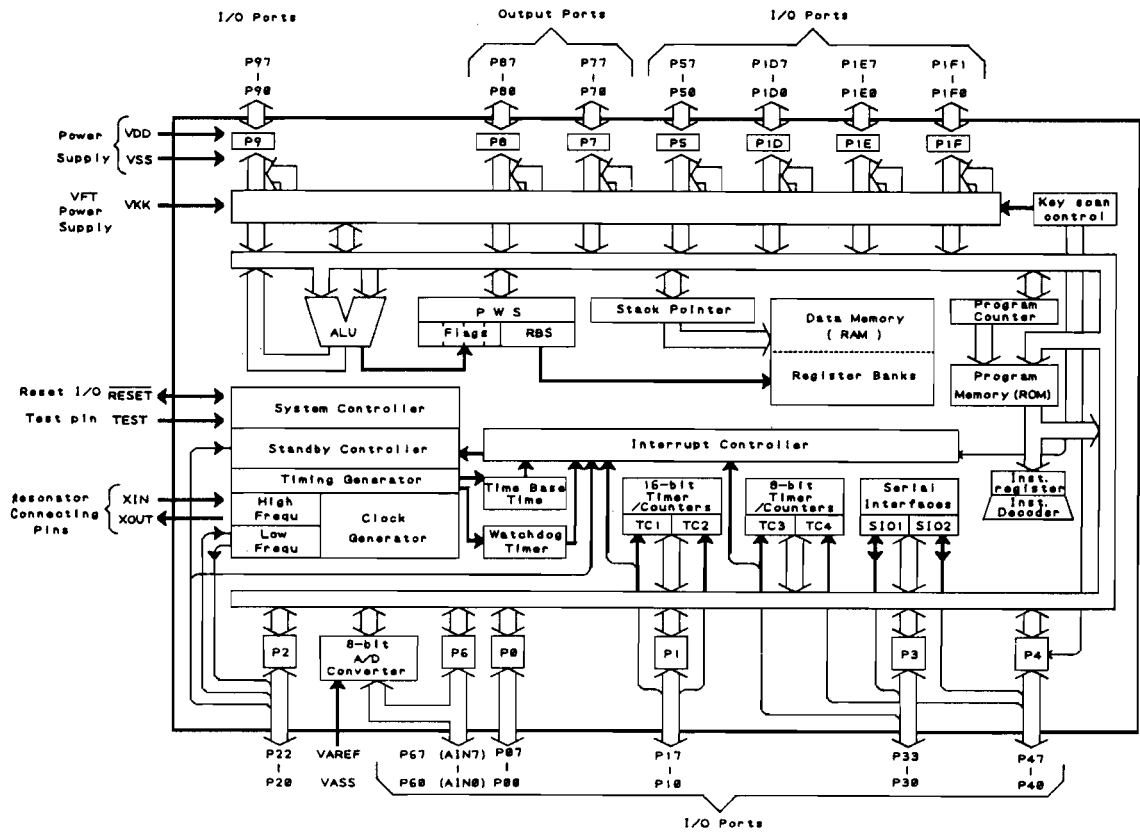 I/O Ports
Output Ports
I/O Ports
P97
P87
P77
P57
P1D7
P1E7
P1F1
P90
P80
P70
P50
P1D0
P1E0
P1F0
Power
Supply
VDD
VSS
P9
P8
P7
P5
P1D
P1E
P1F
VFT
Power
Supply
VKK
Key scan
control
ALU
P W S
Flags
RBS
Stack Pointer
Data Memory
( RAM )
Register Banks
Program
Counter
Program
Memory (ROM)
Reset I/O RESET
Test pin TEST
System Controller
Standby Controller
Timing Generator
High
Frequ
Low
Frequ
Clock
Generator
Resonator
Connecting
Pins
XIN
XOUT
Interrupt Controller
Time Base
Time
Watchdog
Timer
16-bit
Timer
/Counters
TC1 TC2
8-bit
Timer
/Counters
TC3 TC4
Serial
Interfaces
SIO1 SIO2
Inst.
register
Inst.
Decoder
P2
8-bit
A/D
Converter
P6
P0
P1
P3
P4
P22
VAREF
P67 (AIN7)
P07
P17
P33
P47
P20
VASS
P60 (AIN0)
P00
P10
P30
P40
I/O Ports